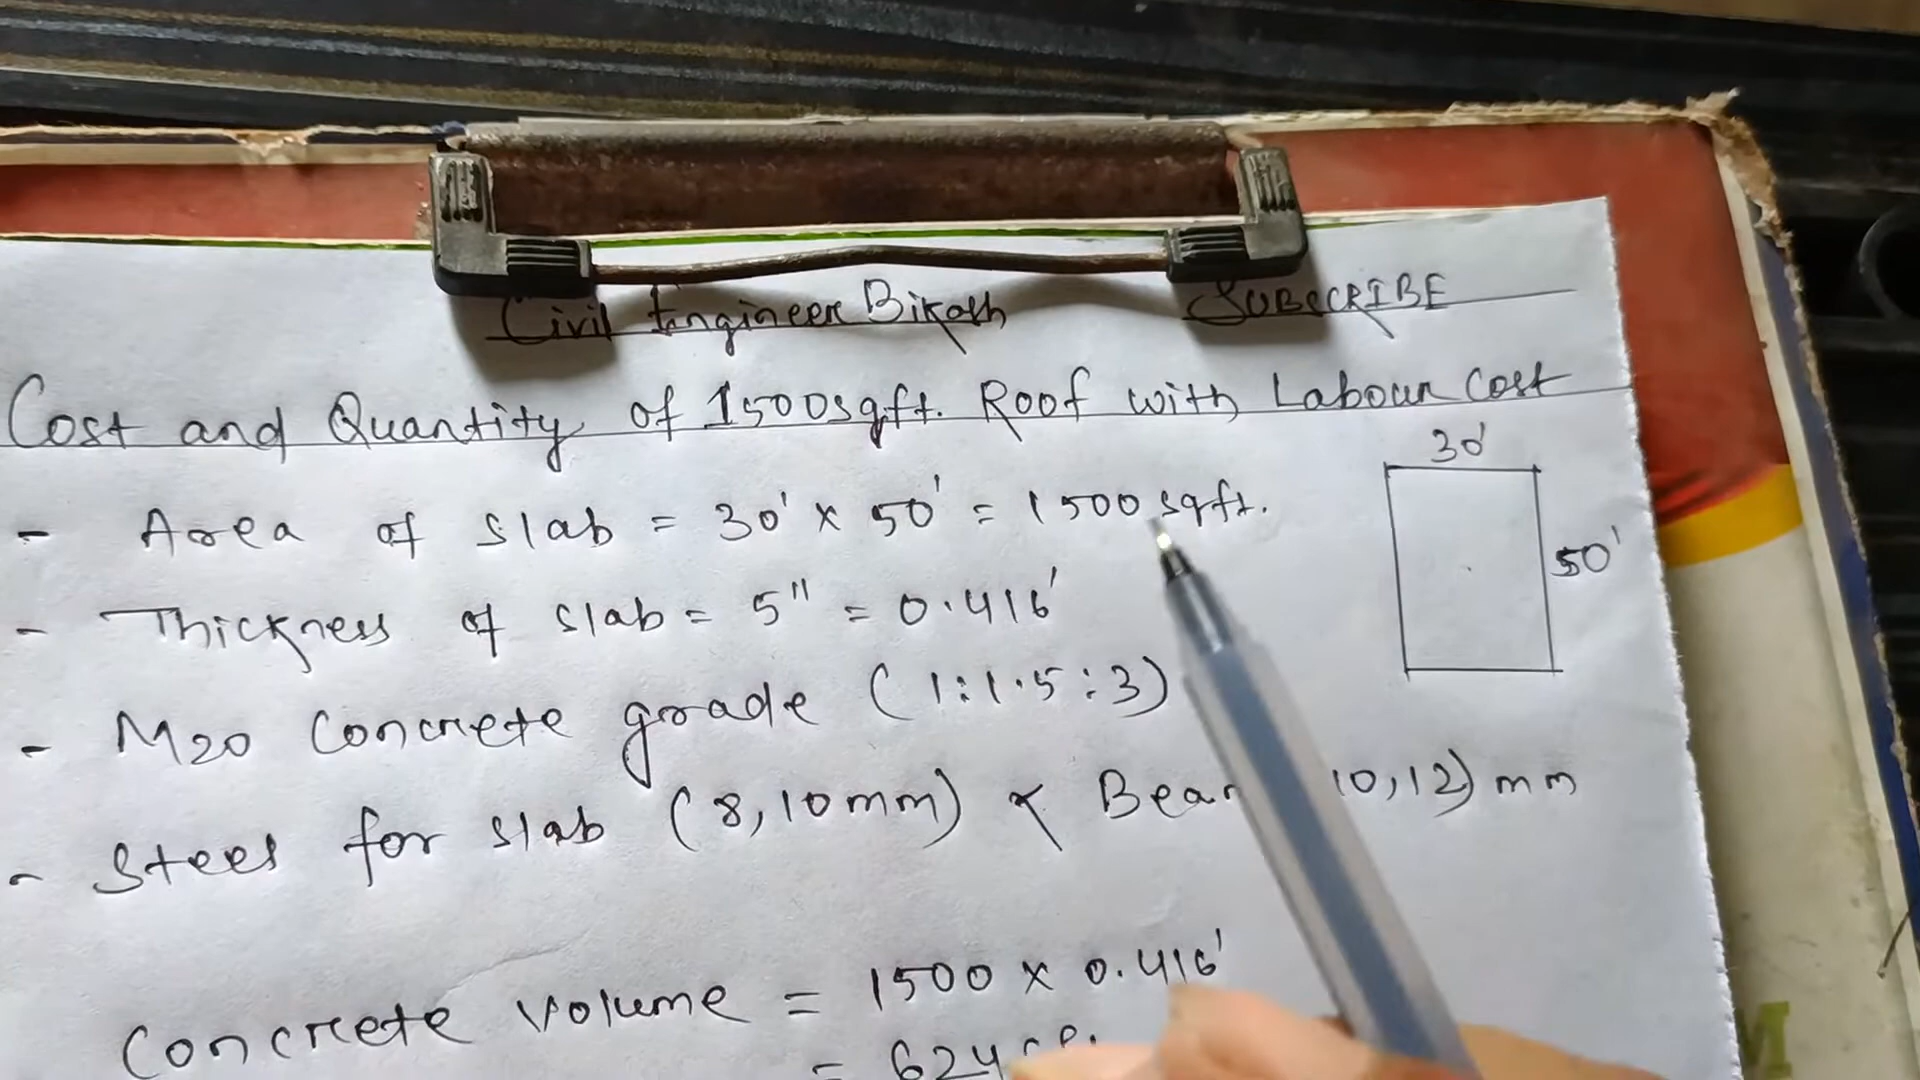 Civil Engineer Bikash SUBSCRIBE
Cost and Quantity of 1500sqft. Roof with Labour Cost
30'
- Area of slab = 30' x 50' = 1500 sqft.
50'
- Thickness of slab = 5" = 0.416'
- M20 Concrete grade (1:1.5:3)
- Steel for slab (8,10mm) & Beam 10,12) mm
Concrete volume = 1500 x 0.416'
= 624
M